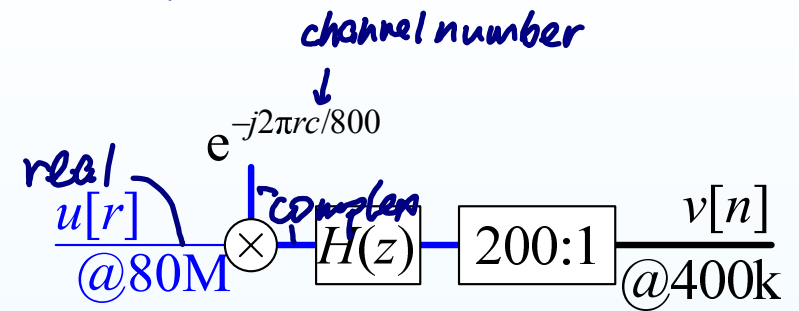 channel number
e^{-j2πrc/800}
real
complex
u[r]
v[n]
×
H(z)
200:1
@80M
@400k